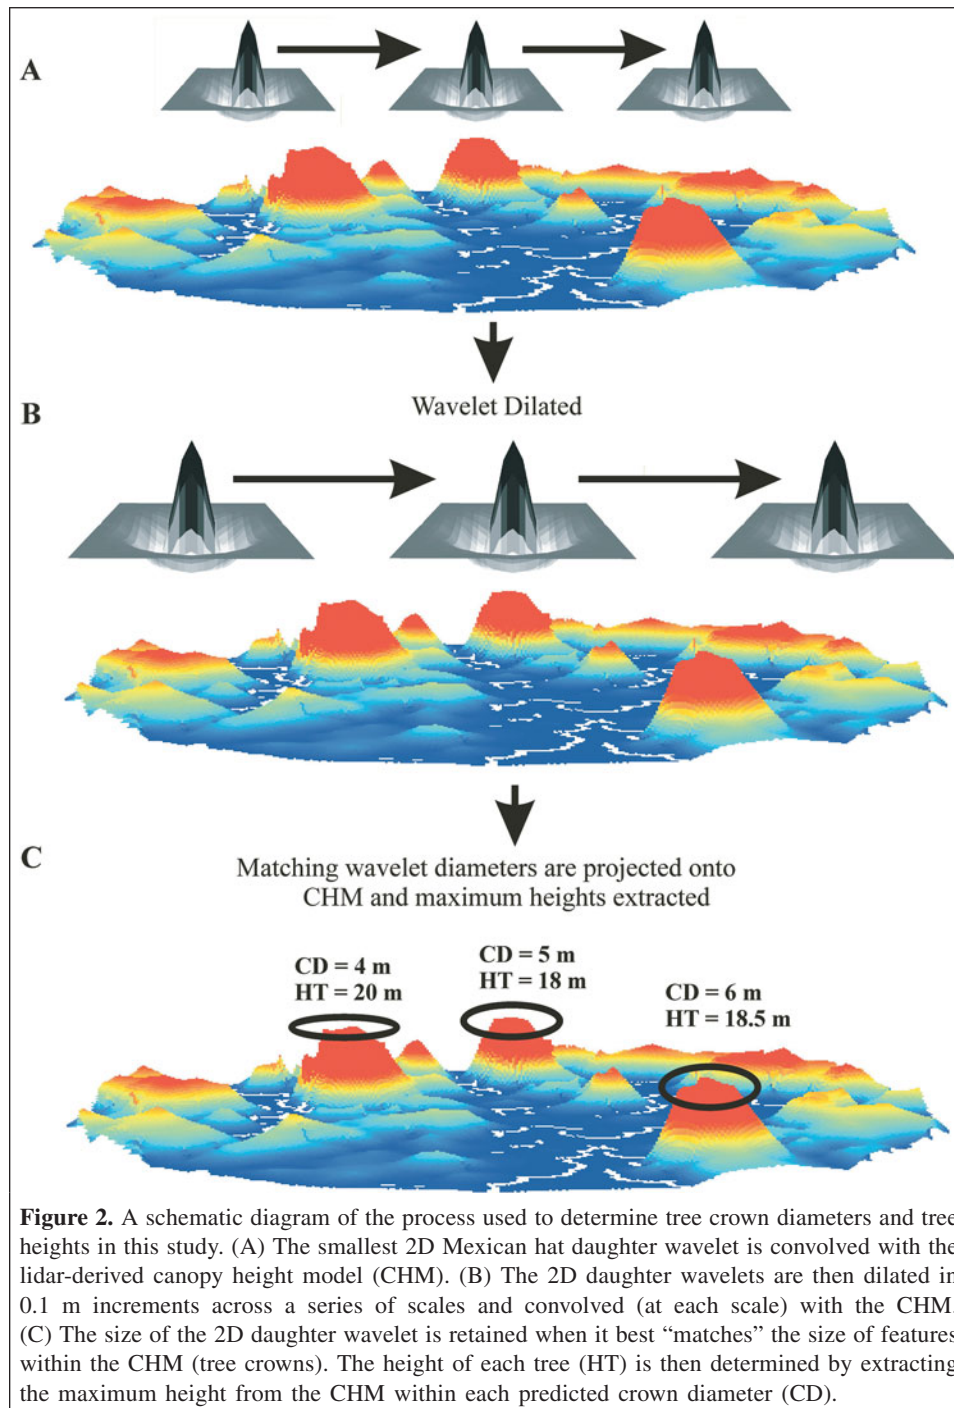 A
Wavelet Dilated
B
C
Matching wavelet diameters are projected onto
CHM and maximum heights extracted
CD = 4 m
HT = 20 m
CD = 5 m
HT = 18 m
CD = 6 m
HT = 18.5 m
Figure 2. A schematic diagram of the process used to determine tree crown diameters and tree
heights in this study. (A) The smallest 2D Mexican hat daughter wavelet is convolved with the
lidar-derived canopy height model (CHM). (B) The 2D daughter wavelets are then dilated in
0.1 m increments across a series of scales and convolved (at each scale) with the CHM.
(C) The size of the 2D daughter wavelet is retained when it best “matches” the size of features
within the CHM (tree crowns). The height of each tree (HT) is then determined by extracting
the maximum height from the CHM within each predicted crown diameter (CD).